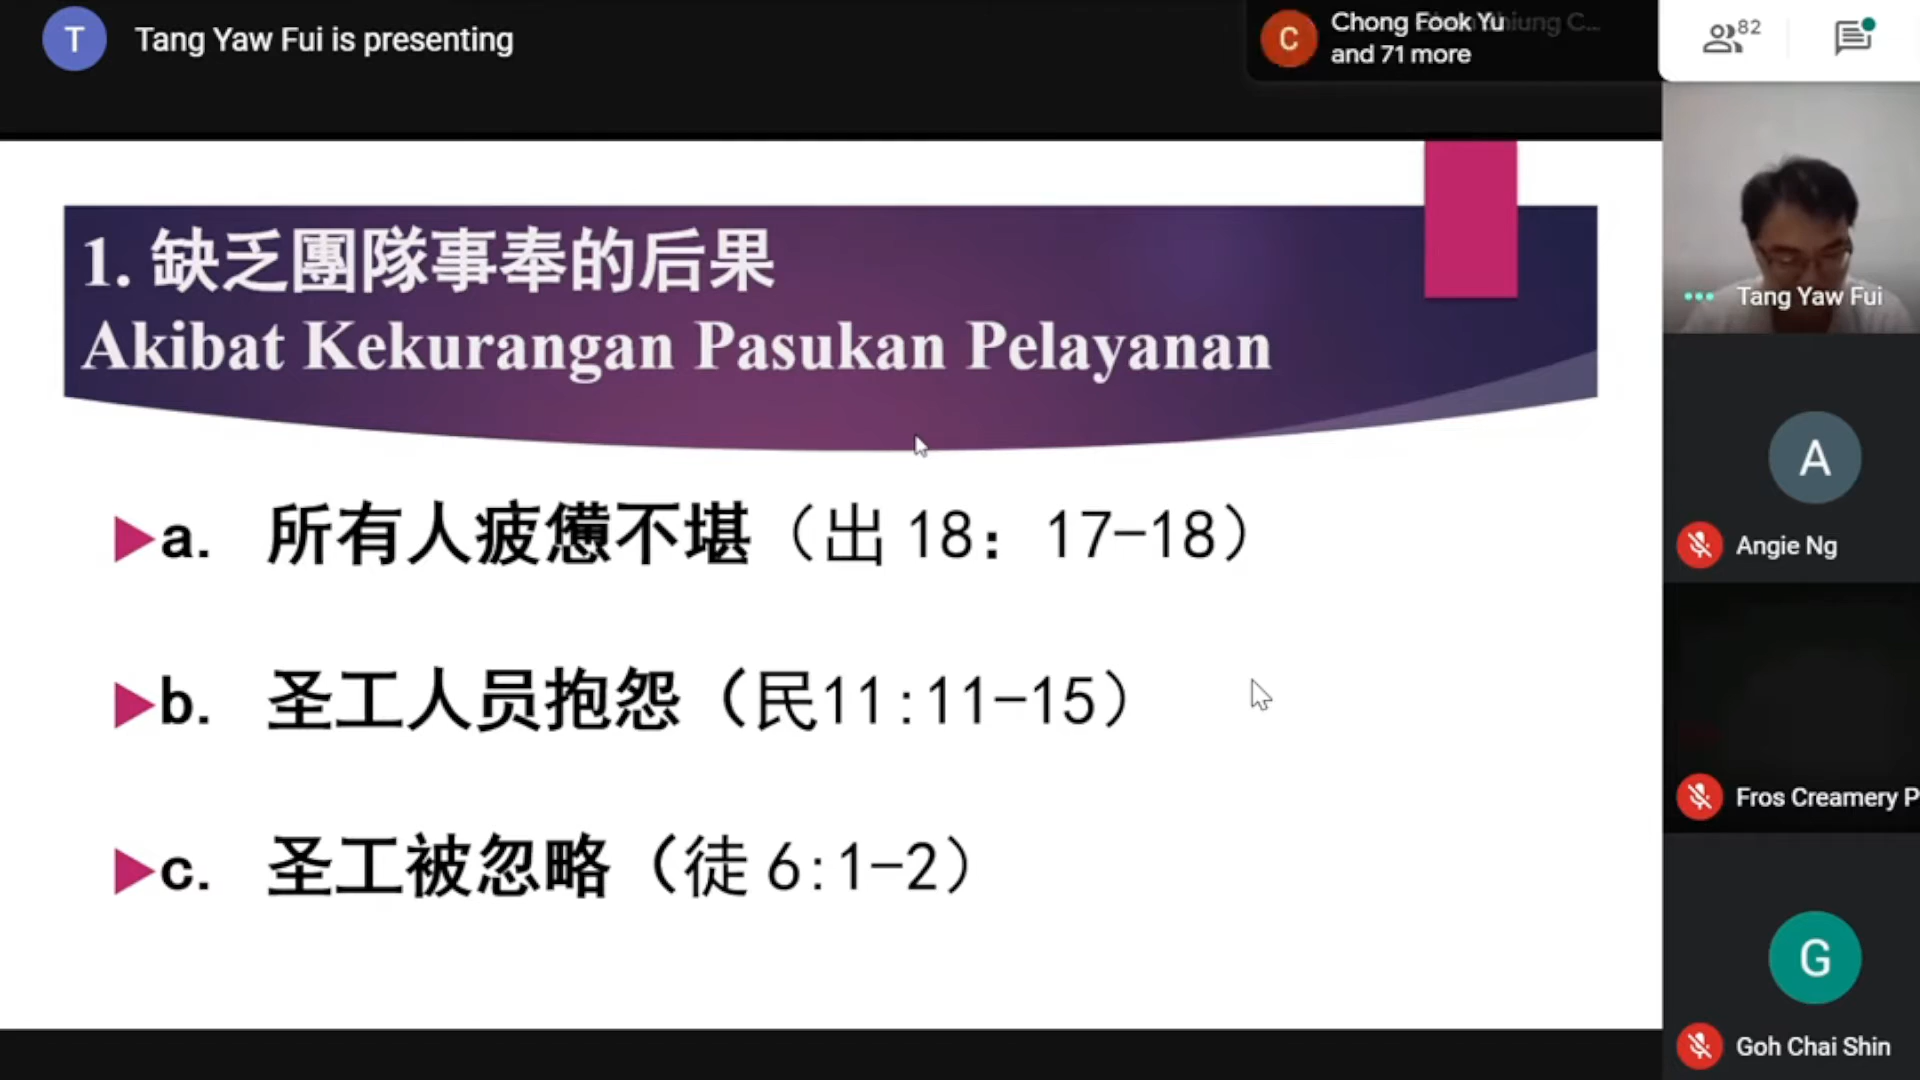 T
Tang Yaw Fui is presenting
C
Chong Fook Yu
and 71 more
82
1. 缺乏團隊事奉的后果
Akibat Kekurangan Pasukan Pelayanan
a. 所有人疲惫不堪（出 18：17-18）
b. 圣工人员抱怨（民11:11-15）
c. 圣工被忽略（徒 6:1-2）
Tang Yaw Fui
A
Angie Ng
Fros Creamery P
G
Goh Chai Shin